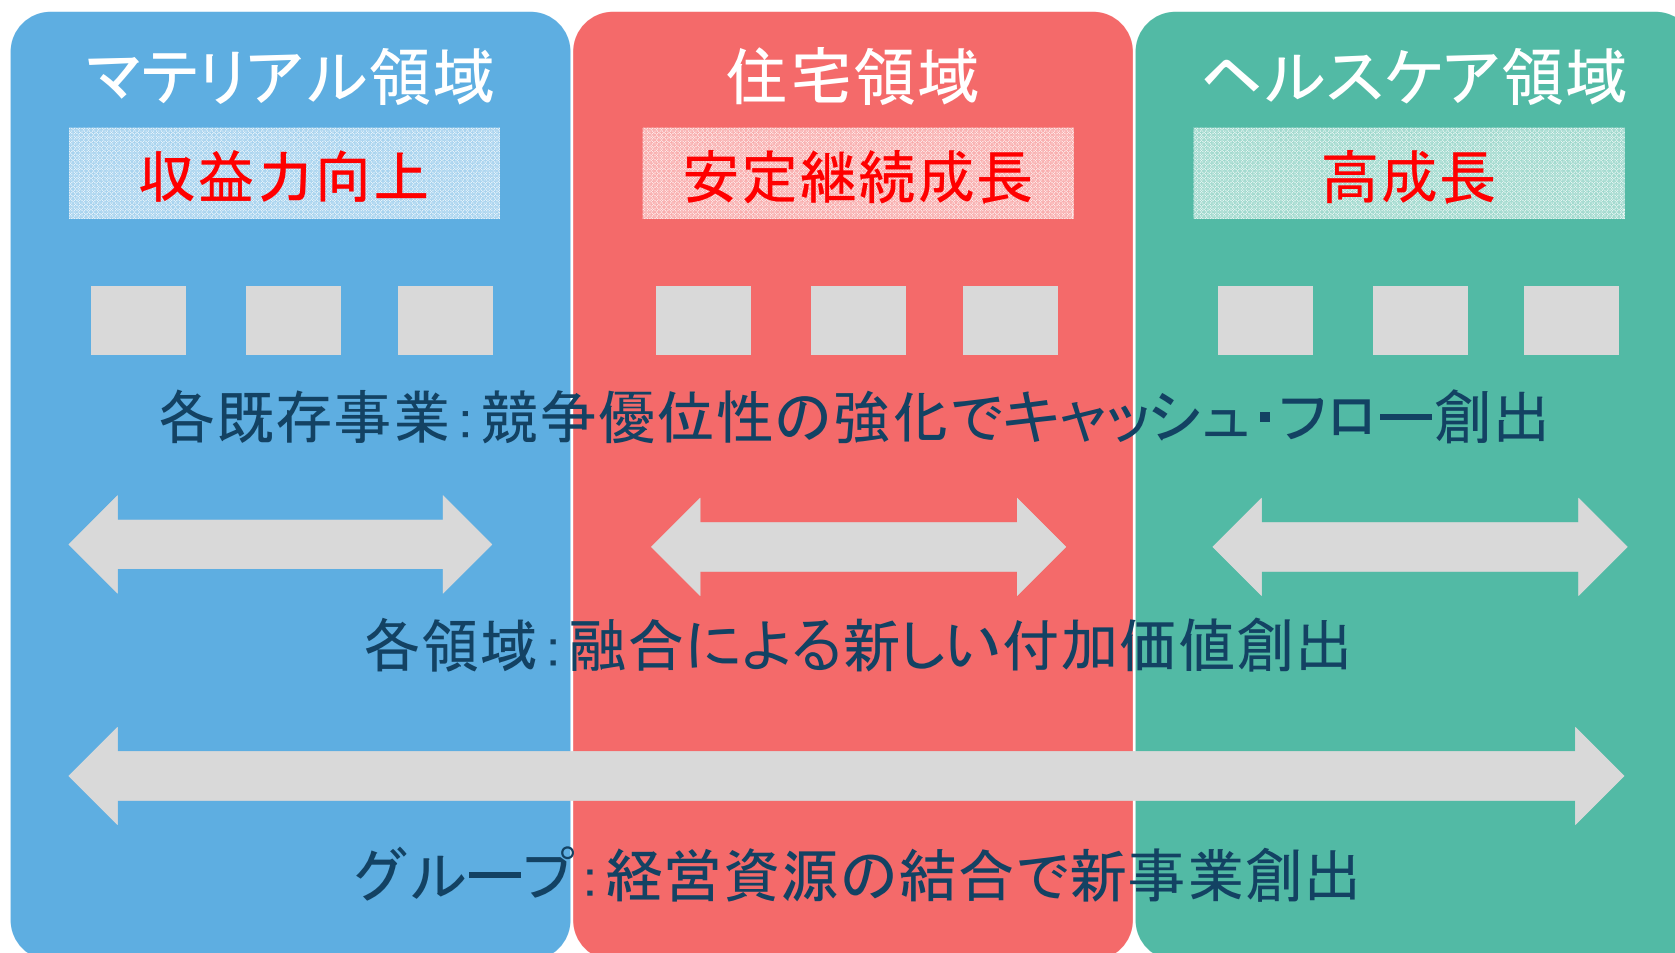 マテリアル領域
収益力向上
住宅領域
安定継続成長
ヘルスケア領域
高成長
各既存事業：競争優位性の強化でキャッシュ・フロー創出
各領域：融合による新しい付加価値創出
グループ：経営資源の結合で新事業創出